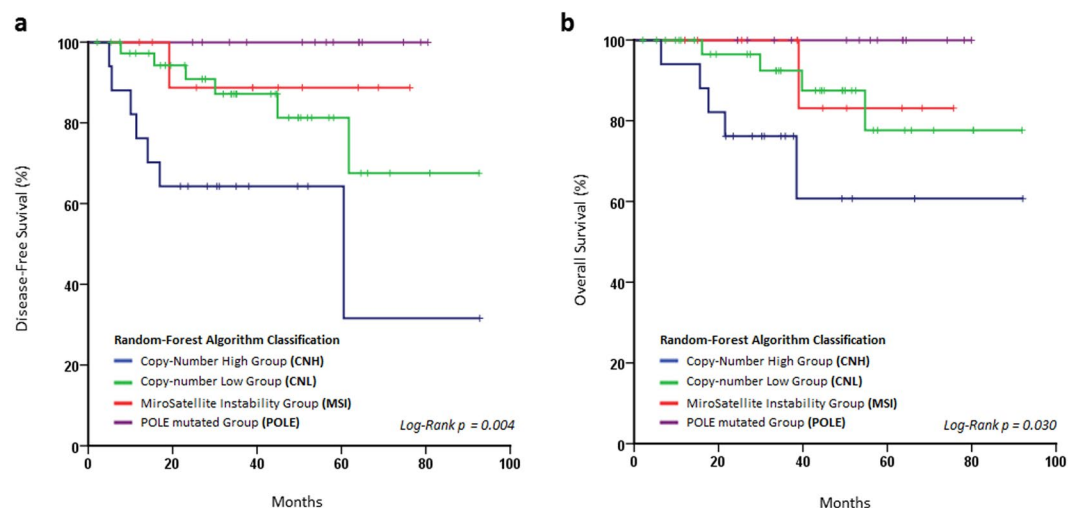 a
100
80
60
40
20
0
Disease-Free Suvival (%)
Random-Forest Algorithm Classification
Copy-Number High Group (CNH)
Copy-number Low Group (CNL)
MiroSatellite Instability Group (MSI)
POLE mutated Group (POLE)
Log-Rank p = 0.004
0 20 40 60 80 100
Months
b
100
80
60
40
20
0
Overall Survival (%)
Random-Forest Algorithm Classification
Copy-Number High Group (CNH)
Copy-number Low Group (CNL)
MiroSatellite Instability Group (MSI)
POLE mutated Group (POLE)
Log-Rank p = 0.030
0 20 40 60 80 100
Months